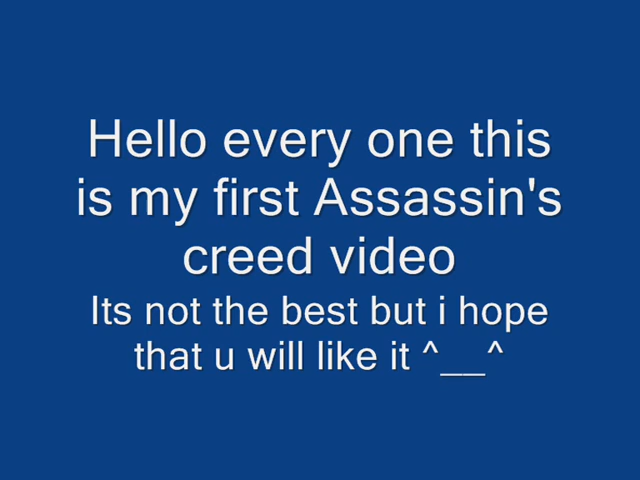 Hello every one this
is my first Assassin's
creed video
Its not the best but i hope
that u will like it ^__^